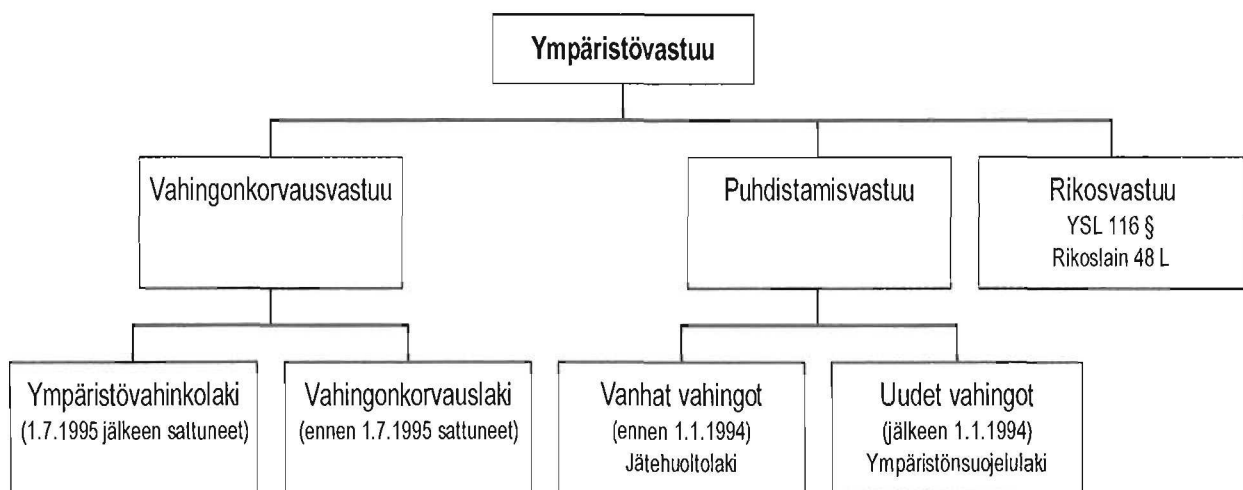 Ympäristövastuu
Vahingonkorvausvastuu
Puhdistamisvastuu
Rikosvastuu
YSL 116 §
Rikoslain 48 L
Ympäristövahinkolaki
(1.7.1995 jälkeen sattuneet)
Vahingonkorvauslaki
(ennen 1.7.1995 sattuneet)
Vanhat vahingot
(ennen 1.1.1994)
Jätehuoltolaki
Uudet vahingot
(jälkeen 1.1.1994)
Ympäristönsuojelulaki